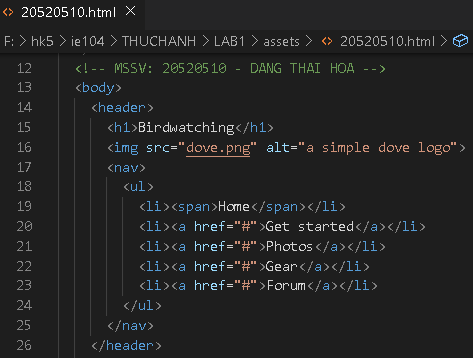 20520510.html
F: > hk5 > ie104 > THUCHANH > LAB1 > assets > 20520510.html >
12 <!-- MSSV: 20520510 - DANG THAI HOA -->
13 <body>
14 <header>
15 <h1>Birdwatching</h1>
16 <img src="dove.png" alt="a simple dove logo">
17 <nav>
18 <ul>
19 <li><span>Home</span></li>
20 <li><a href="#">Get started</a></li>
21 <li><a href="#">Photos</a></li>
22 <li><a href="#">Gear</a></li>
23 <li><a href="#">Forum</a></li>
24 </ul>
25 </nav>
26 </header>